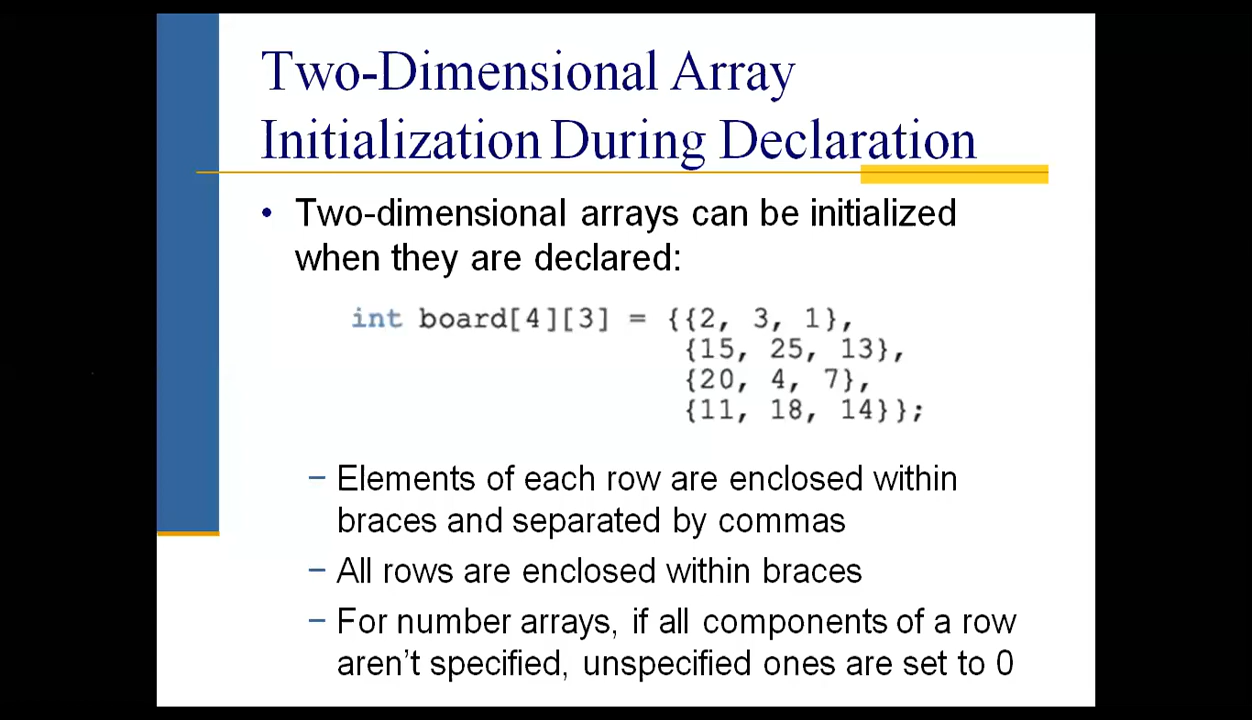 Two-Dimensional Array
Initialization During Declaration
• Two-dimensional arrays can be initialized
when they are declared:
int board[4][3] = {{2, 3, 1},
{15, 25, 13},
{20, 4, 7},
{11, 18, 14}};
– Elements of each row are enclosed within
braces and separated by commas
– All rows are enclosed within braces
– For number arrays, if all components of a row
aren’t specified, unspecified ones are set to 0